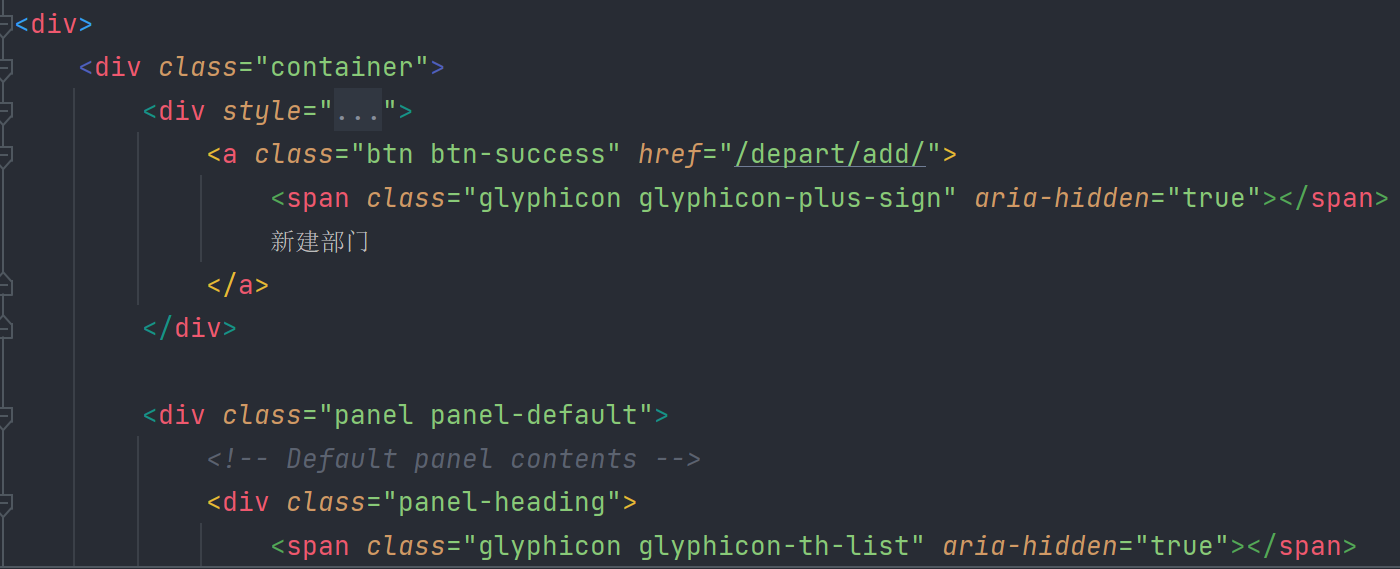 <div>
<div class="container">
<div style="...">
<a class="btn btn-success" href="/depart/add/">
<span class="glyphicon glyphicon-plus-sign" aria-hidden="true"></span>
新建部门
</a>
</div>
<div class="panel panel-default">
<!-- Default panel contents -->
<div class="panel-heading">
<span class="glyphicon glyphicon-th-list" aria-hidden="true"></span>